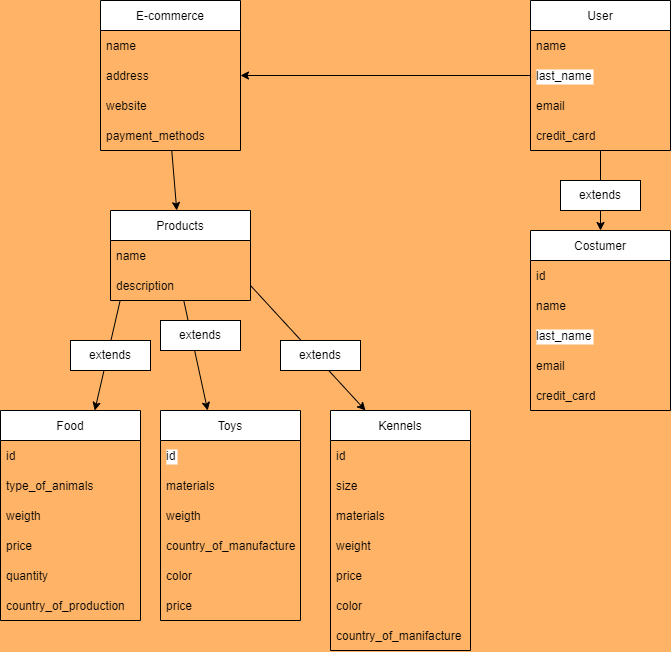 E-commerce
name
address
website
payment_methods
User
name
last_name
email
credit_card
extends
Products
name
description
Costumer
id
name
last_name
email
credit_card
extends
extends
extends
Food
id
type_of_animals
weigth
price
quantity
country_of_production
Toys
id
materials
weigth
country_of_manufacture
color
price
Kennels
id
size
materials
weight
price
color
country_of_manifacture